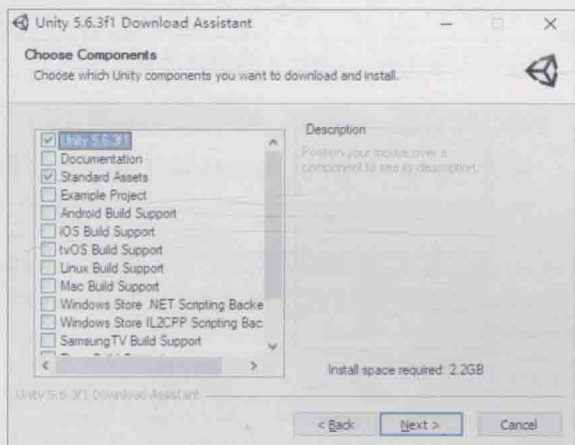 Unity 5.6.3f1 Download Assistant
Choose Components
Choose which Unity components you want to download and install.
Unity 5.6.3f1
Documentation
Standard Assets
Example Project
Android Build Support
iOS Build Support
tvOS Build Support
Linux Build Support
Mac Build Support
Windows Store .NET Scripting Backe
Windows Store IL2CPP Scripting Bac
SamsungTV Build Support
Description
Position your mouse over a
component to see its description.
Install space required: 2.2GB
Unity 5.6.3f1 Download Assistant
< Back
Next >
Cancel